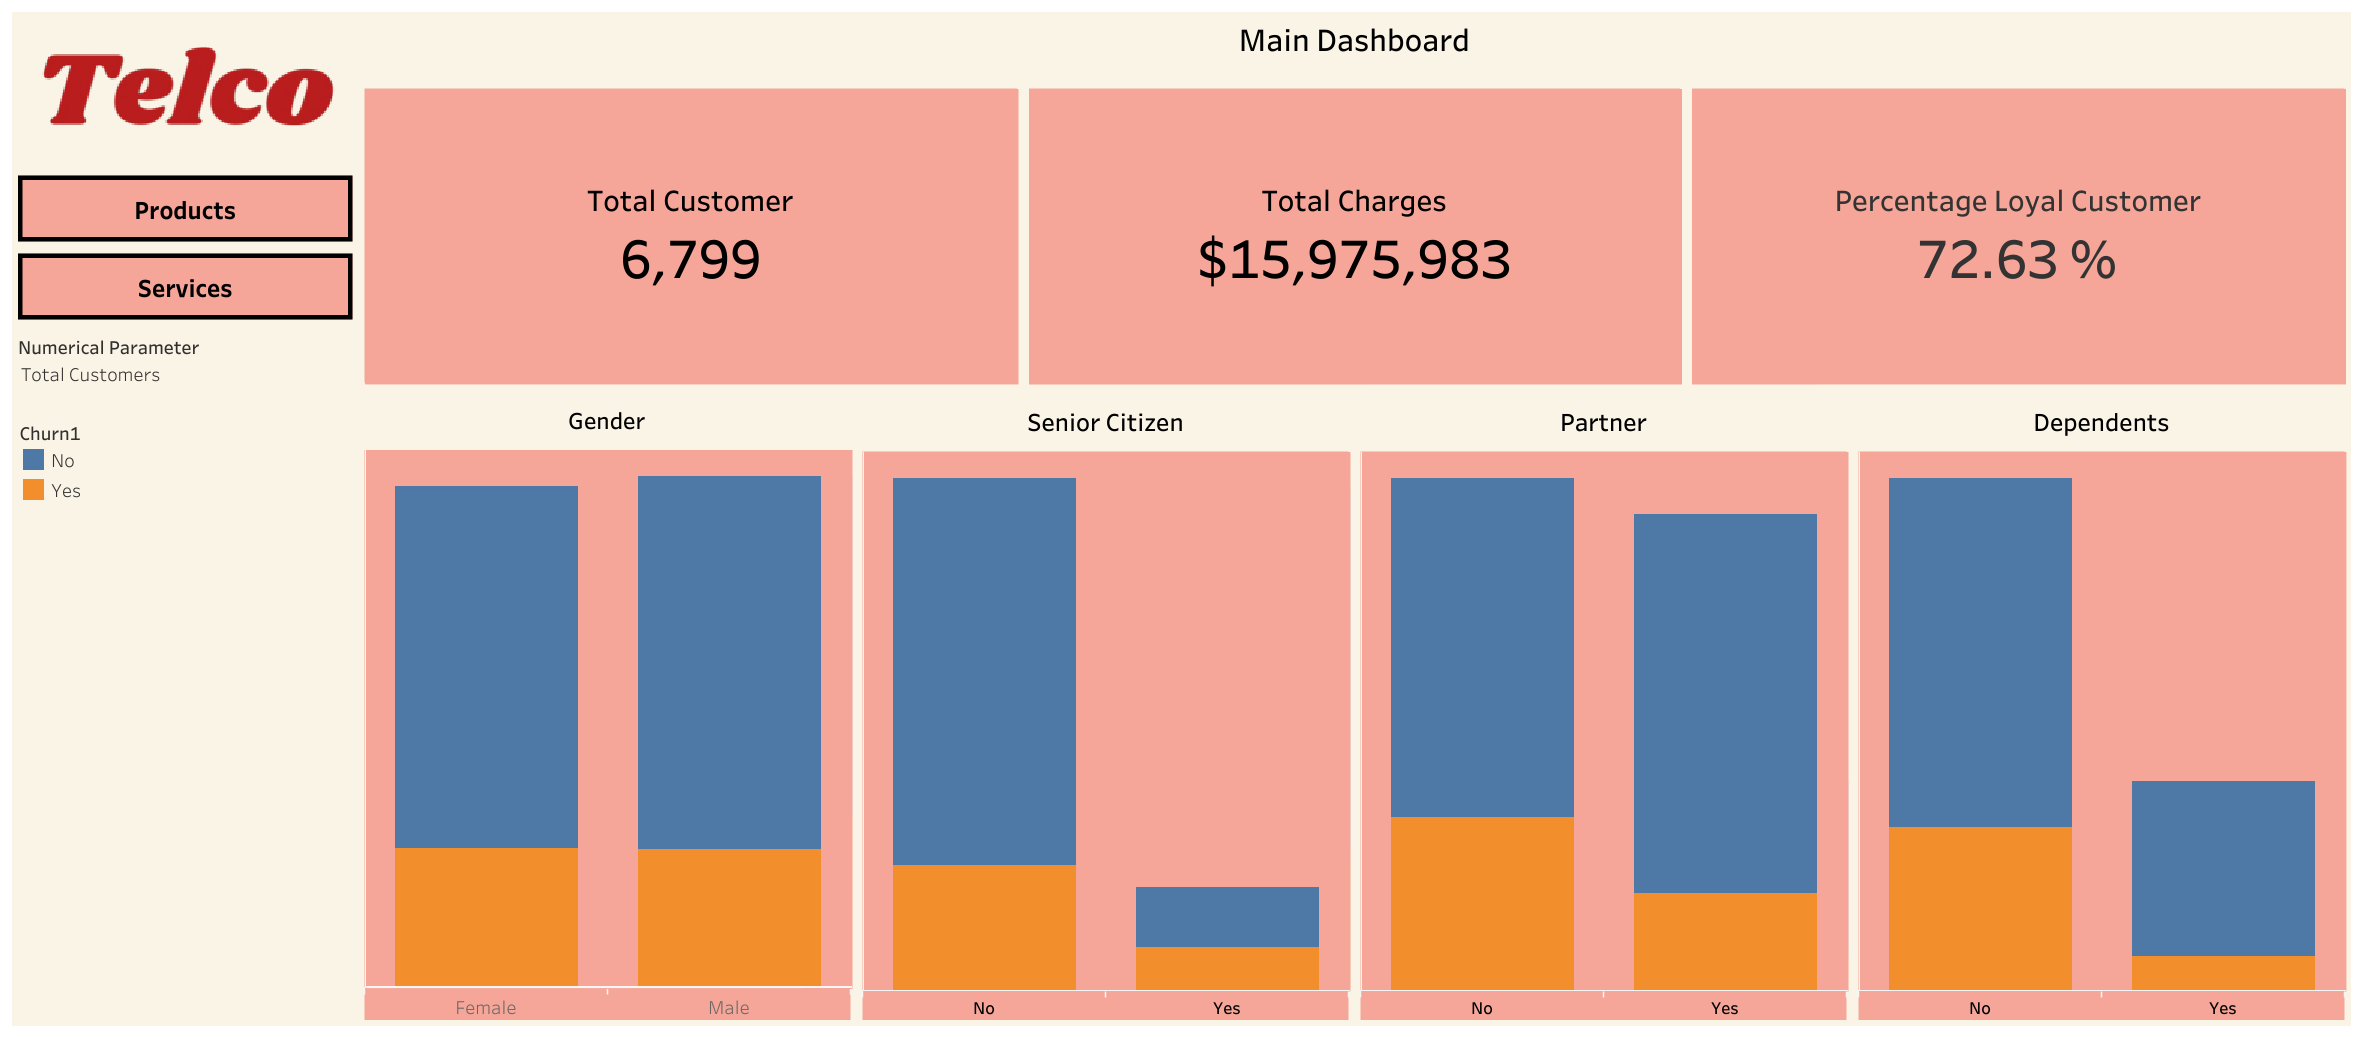 Telco
Products
Services
Numerical Parameter
Total Customers
Churn1
No
Yes
Main Dashboard
Total Customer
6,799
Total Charges
$15,975,983
Percentage Loyal Customer
72.63 %
Gender
Female
Male
Senior Citizen
No
Yes
Partner
No
Yes
Dependents
No
Yes